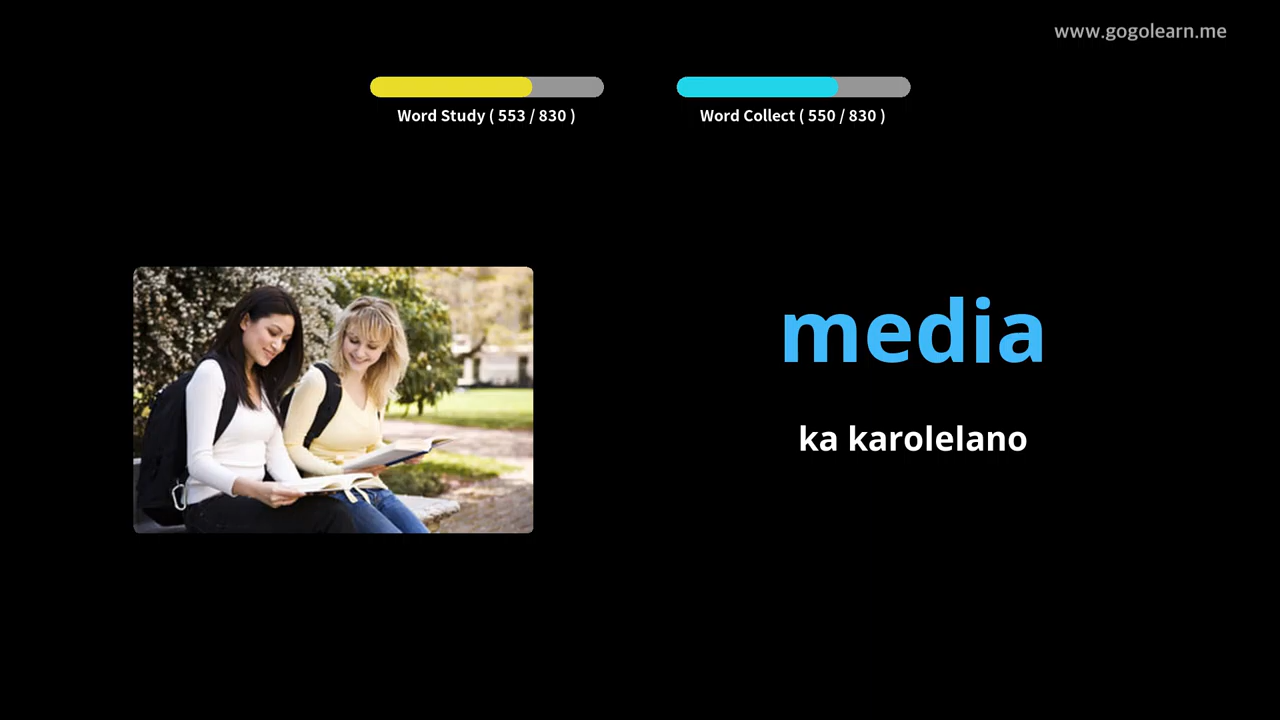 www.gogolearn.me
Word Study ( 553 / 830 )
Word Collect ( 550 / 830 )
media
ka karolelano